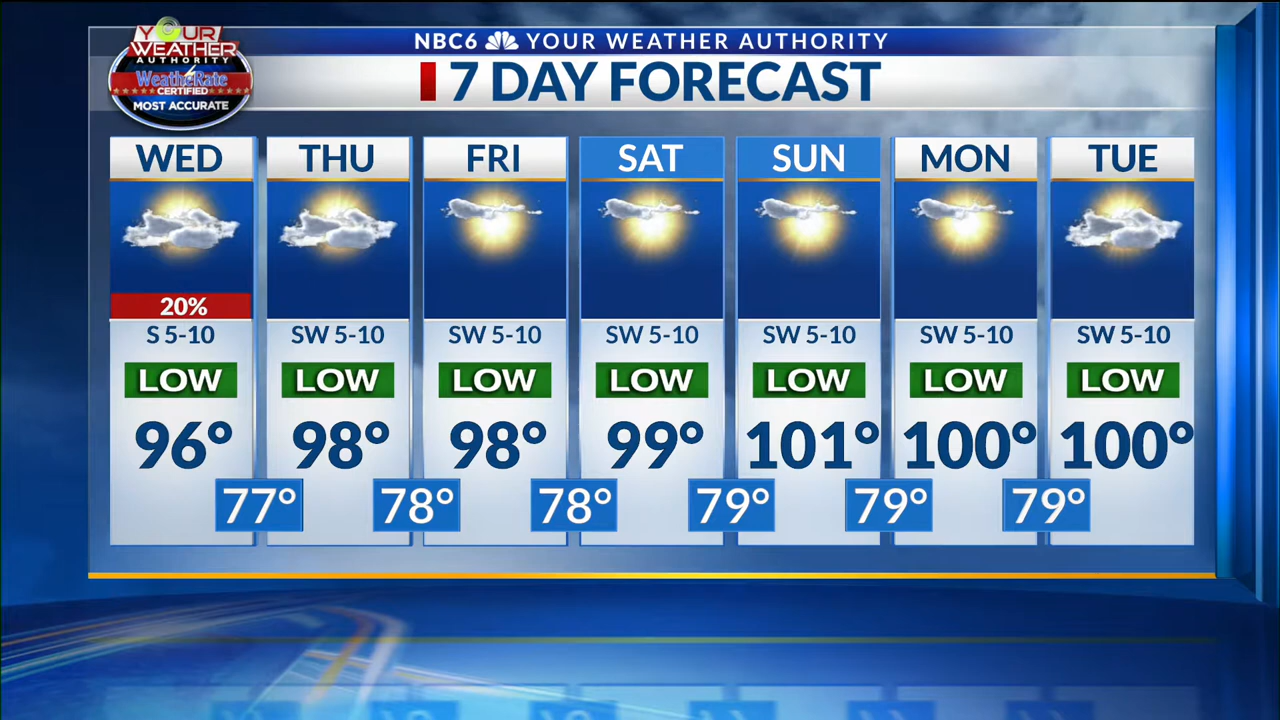 YOUR
WEATHER
AUTHORITY
WeatheRate
CERTIFIED
MOST ACCURATE
NBC6 YOUR WEATHER AUTHORITY
7 DAY FORECAST
WED THU FRI SAT SUN MON TUE
20%
S 5-10 SW 5-10 SW 5-10 SW 5-10 SW 5-10 SW 5-10 SW 5-10
LOW LOW LOW LOW LOW LOW LOW
96° 98° 98° 99° 101° 100° 100°
77° 78° 78° 79° 79° 79°